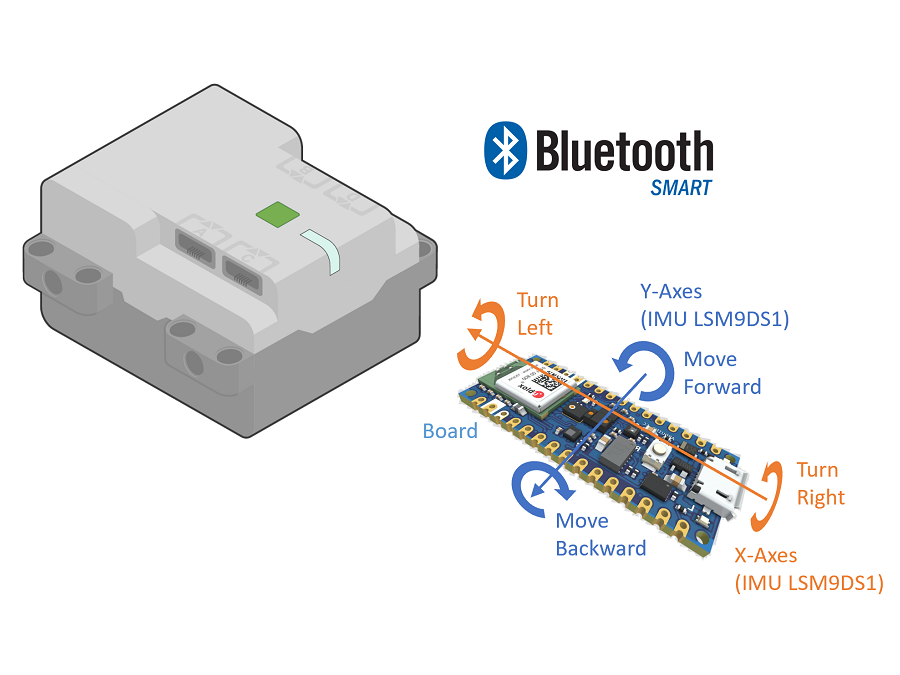 Bluetooth
SMART
B
D
A
C
Turn
Left
Y-Axes
(IMU LSM9DS1)
Move
Forward
Board
Turn
Right
Move
Backward
X-Axes
(IMU LSM9DS1)